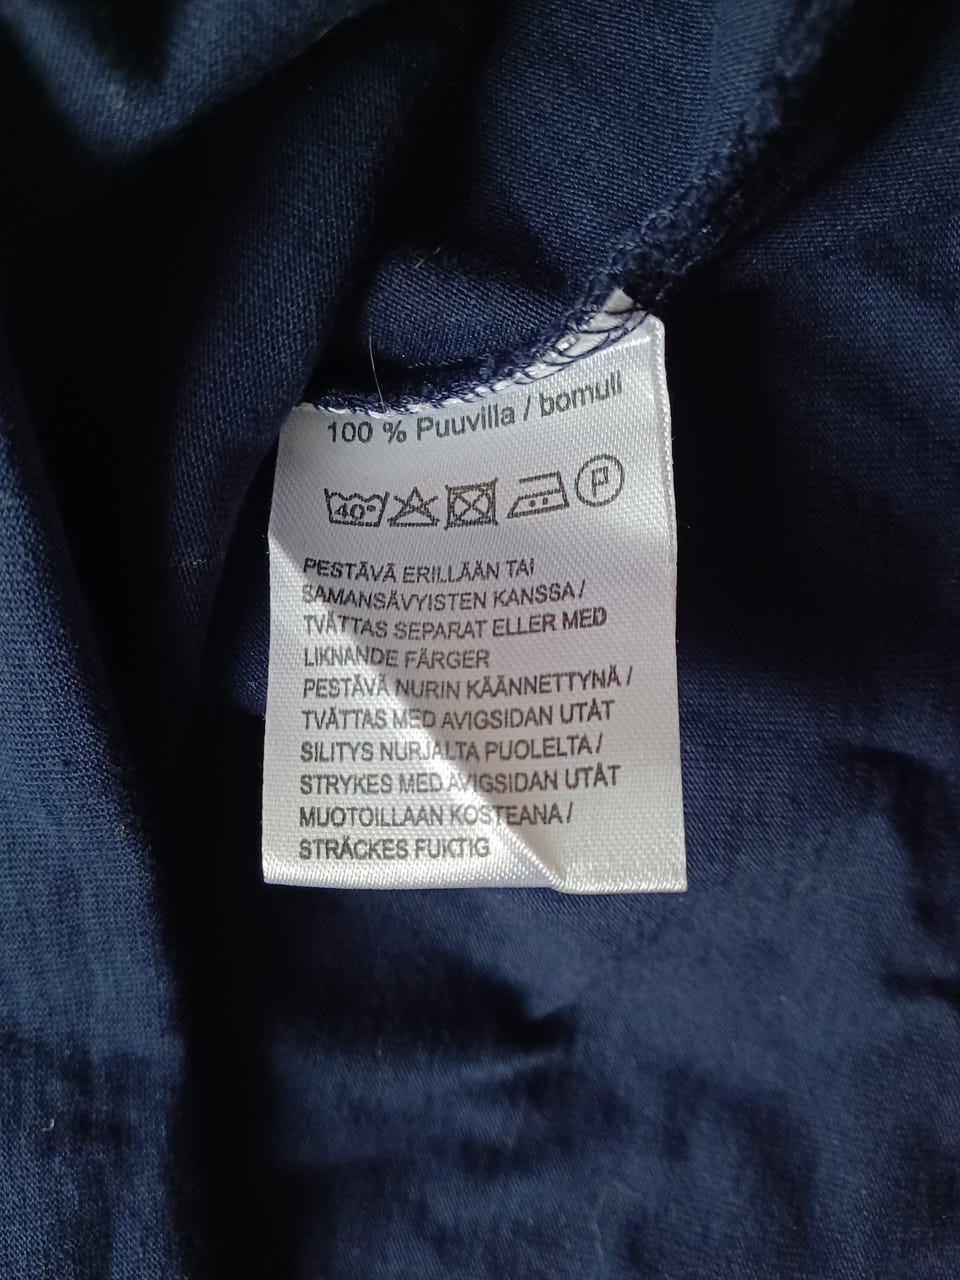 100 % Puuvilla / bomull
40° P
PESTÄVÄ ERILLÄÄN TAI
SAMANSÄVYISTEN KANSSA /
TVÄTTAS SEPARAT ELLER MED
LIKNANDE FÄRGER
PESTÄVÄ NURIN KÄÄNNETTYNÄ /
TVÄTTAS MED AVIGSIDAN UTÅT
SILITYS NURJALTA PUOLELTA /
STRYKES MED AVIGSIDAN UTÅT
MUOTOILLAAN KOSTEANA /
STRÄCKES FUKTIG